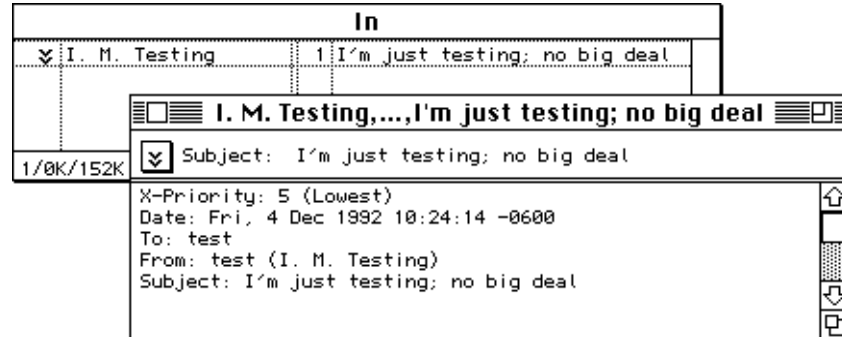 In
I. M. Testing 1 I'm just testing; no big deal
I. M. Testing,...,I'm just testing; no big deal
1/0K/152K
Subject: I'm just testing; no big deal
X-Priority: 5 (Lowest)
Date: Fri, 4 Dec 1992 10:24:14 -0600
To: test
From: test (I. M. Testing)
Subject: I'm just testing; no big deal